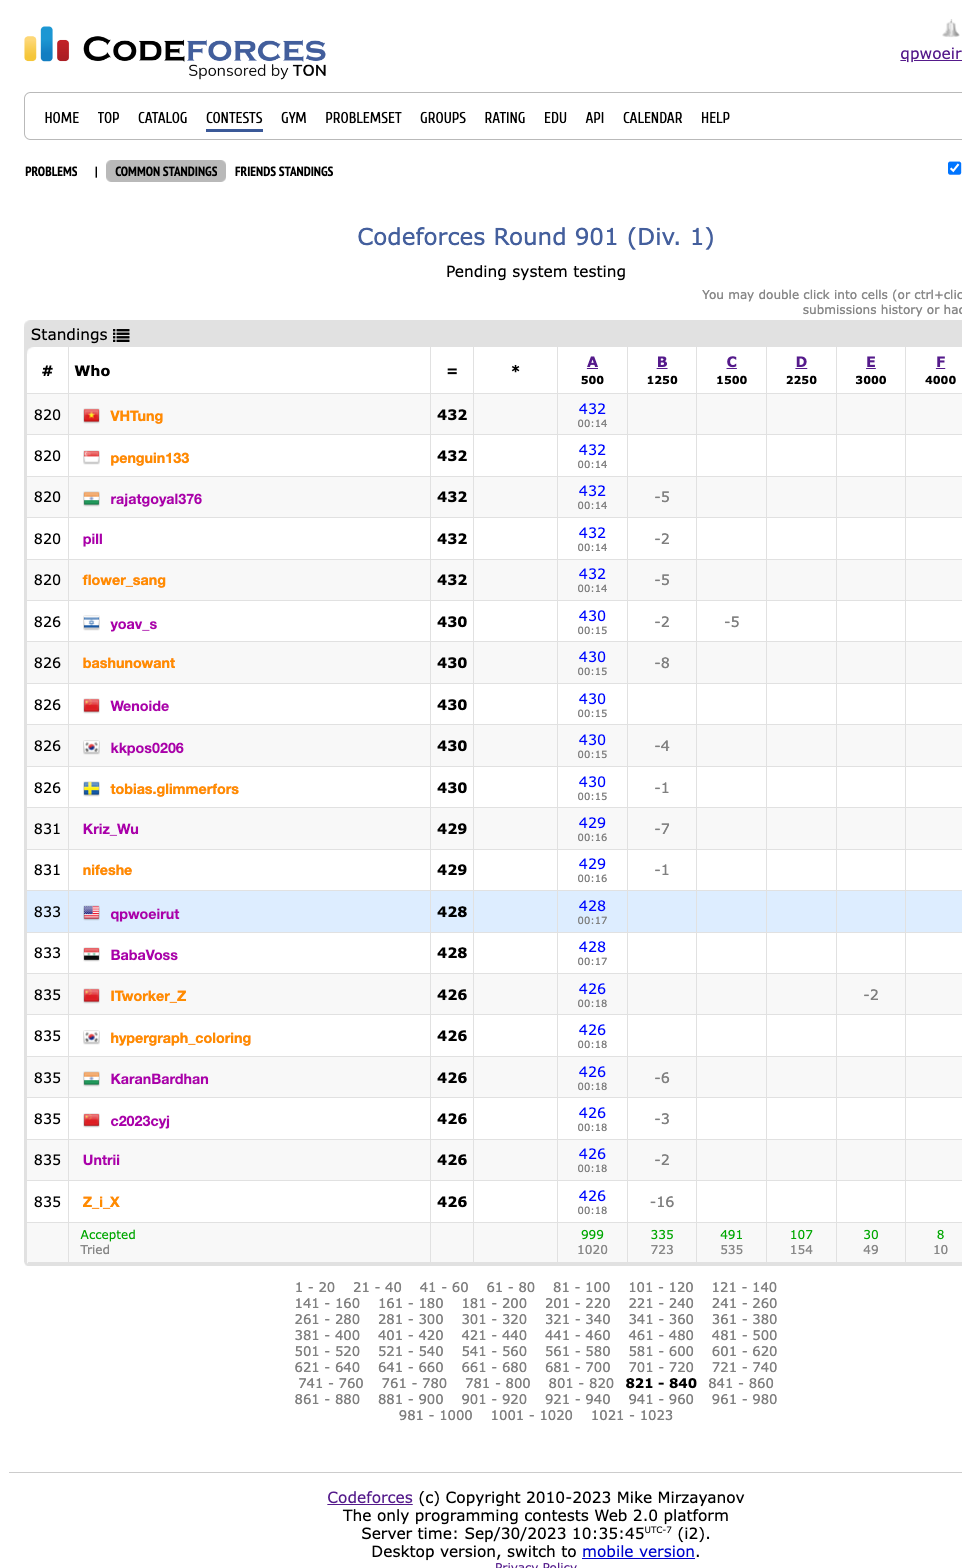 CODEFORCES
Sponsored by TON
qpwoeir
HOME TOP CATALOG CONTESTS GYM PROBLEMSET GROUPS RATING EDU API CALENDAR HELP
PROBLEMS | COMMON STANDINGS FRIENDS STANDINGS
Codeforces Round 901 (Div. 1)
Pending system testing
You may double click into cells (or ctrl+clic
submissions history or hac
Standings
# Who = * A B C D E F
500 1250 1500 2250 3000 4000
820 VHTung 432 432
00:14
820 penguin133 432 432
00:14
820 rajatgoyal376 432 432 -5
00:14
820 pill 432 432 -2
00:14
820 flower_sang 432 432 -5
00:14
826 yoav_s 430 430 -2 -5
00:15
826 bashunowant 430 430 -8
00:15
826 Wenoide 430 430
00:15
826 kkpos0206 430 430 -4
00:15
826 tobias.glimmerfors 430 430 -1
00:15
831 Kriz_Wu 429 429 -7
00:16
831 nifeshe 429 429 -1
00:16
833 qpwoeirut 428 428
00:17
833 BabaVoss 428 428
00:17
835 ITworker_Z 426 426 -2
00:18
835 hypergraph_coloring 426 426
00:18
835 KaranBardhan 426 426 -6
00:18
835 c2023cyj 426 426 -3
00:18
835 Untrii 426 426 -2
00:18
835 Z_i_X 426 426 -16
00:18
Accepted 999 335 491 107 30 8
Tried 1020 723 535 154 49 10
1 - 20 21 - 40 41 - 60 61 - 80 81 - 100 101 - 120 121 - 140
141 - 160 161 - 180 181 - 200 201 - 220 221 - 240 241 - 260
261 - 280 281 - 300 301 - 320 321 - 340 341 - 360 361 - 380
381 - 400 401 - 420 421 - 440 441 - 460 461 - 480 481 - 500
501 - 520 521 - 540 541 - 560 561 - 580 581 - 600 601 - 620
621 - 640 641 - 660 661 - 680 681 - 700 701 - 720 721 - 740
741 - 760 761 - 780 781 - 800 801 - 820 821 - 840 841 - 860
861 - 880 881 - 900 901 - 920 921 - 940 941 - 960 961 - 980
981 - 1000 1001 - 1020 1021 - 1023
Codeforces (c) Copyright 2010-2023 Mike Mirzayanov
The only programming contests Web 2.0 platform
Server time: Sep/30/2023 10:35:45UTC-7 (i2).
Desktop version, switch to mobile version.
Privacy Policy